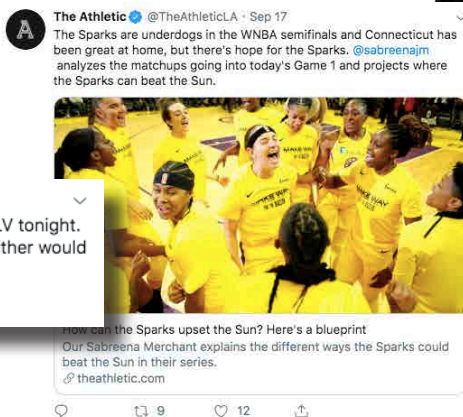 The Athletic @TheAthleticLA · Sep 17
The Sparks are underdogs in the WNBA semifinals and Connecticut has
been great at home, but there's hope for the Sparks. @sabreenajm
analyzes the matchups going into today's Game 1 and projects where
the Sparks can beat the Sun.
V tonight.
ther would
How can the Sparks upset the Sun? Here's a blueprint
Our Sabreena Merchant explains the different ways the Sparks could
beat the Sun in their series.
theathletic.com
9 12